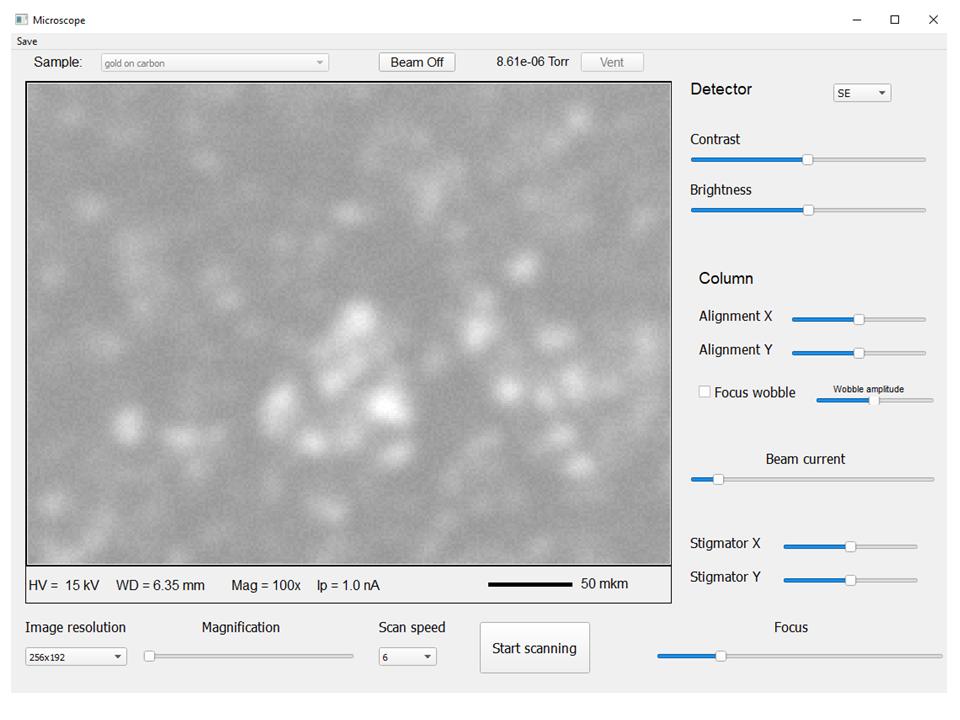 Microscope
Save
Sample: gold on carbon Beam Off 8.61e-06 Torr Vent
Detector SE
Contrast
Brightness
Column
Alignment X
Alignment Y
Focus wobble Wobble amplitude
Beam current
Stigmator X
Stigmator Y
HV = 15 kV WD = 6.35 mm Mag = 100x Ip = 1.0 nA 50 mkm
Image resolution Magnification Scan speed Start scanning Focus
256x192 6